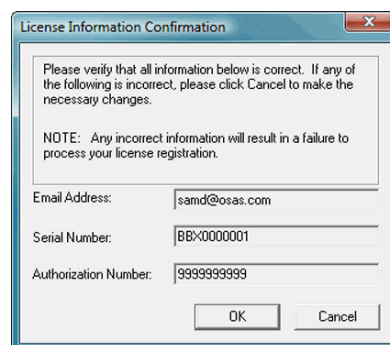 License Information Confirmation
Please verify that all information below is correct. If any of
the following is incorrect, please click Cancel to make the
necessary changes.
NOTE: Any incorrect information will result in a failure to
process your license registration.
Email Address: samd@osas.com
Serial Number: BBX0000001
Authorization Number: 9999999999
OK Cancel